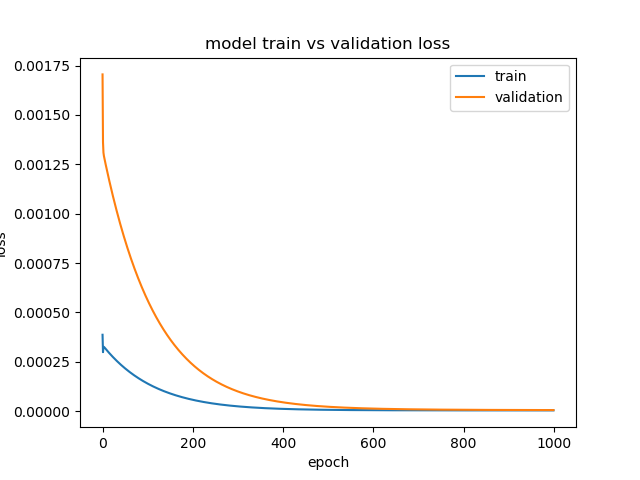 model train vs validation loss
train
validation
0.00175
0.00150
0.00125
0.00100
0.00075
0.00050
0.00025
0.00000
loss
0 200 400 600 800 1000
epoch